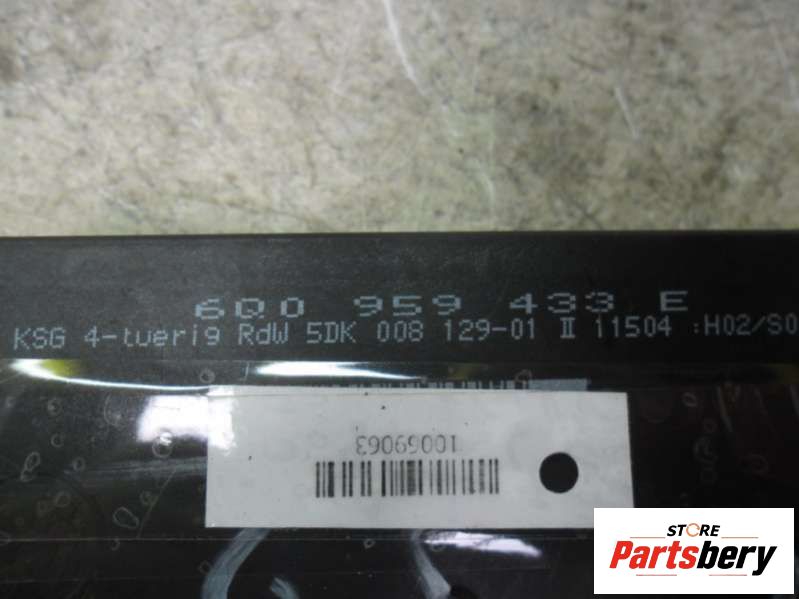 6Q0 959 433 E
KSG 4-tuerig RdW 5DK 008 129-01 II 11504 :H02/S0
10069063
STORE
Partsbery